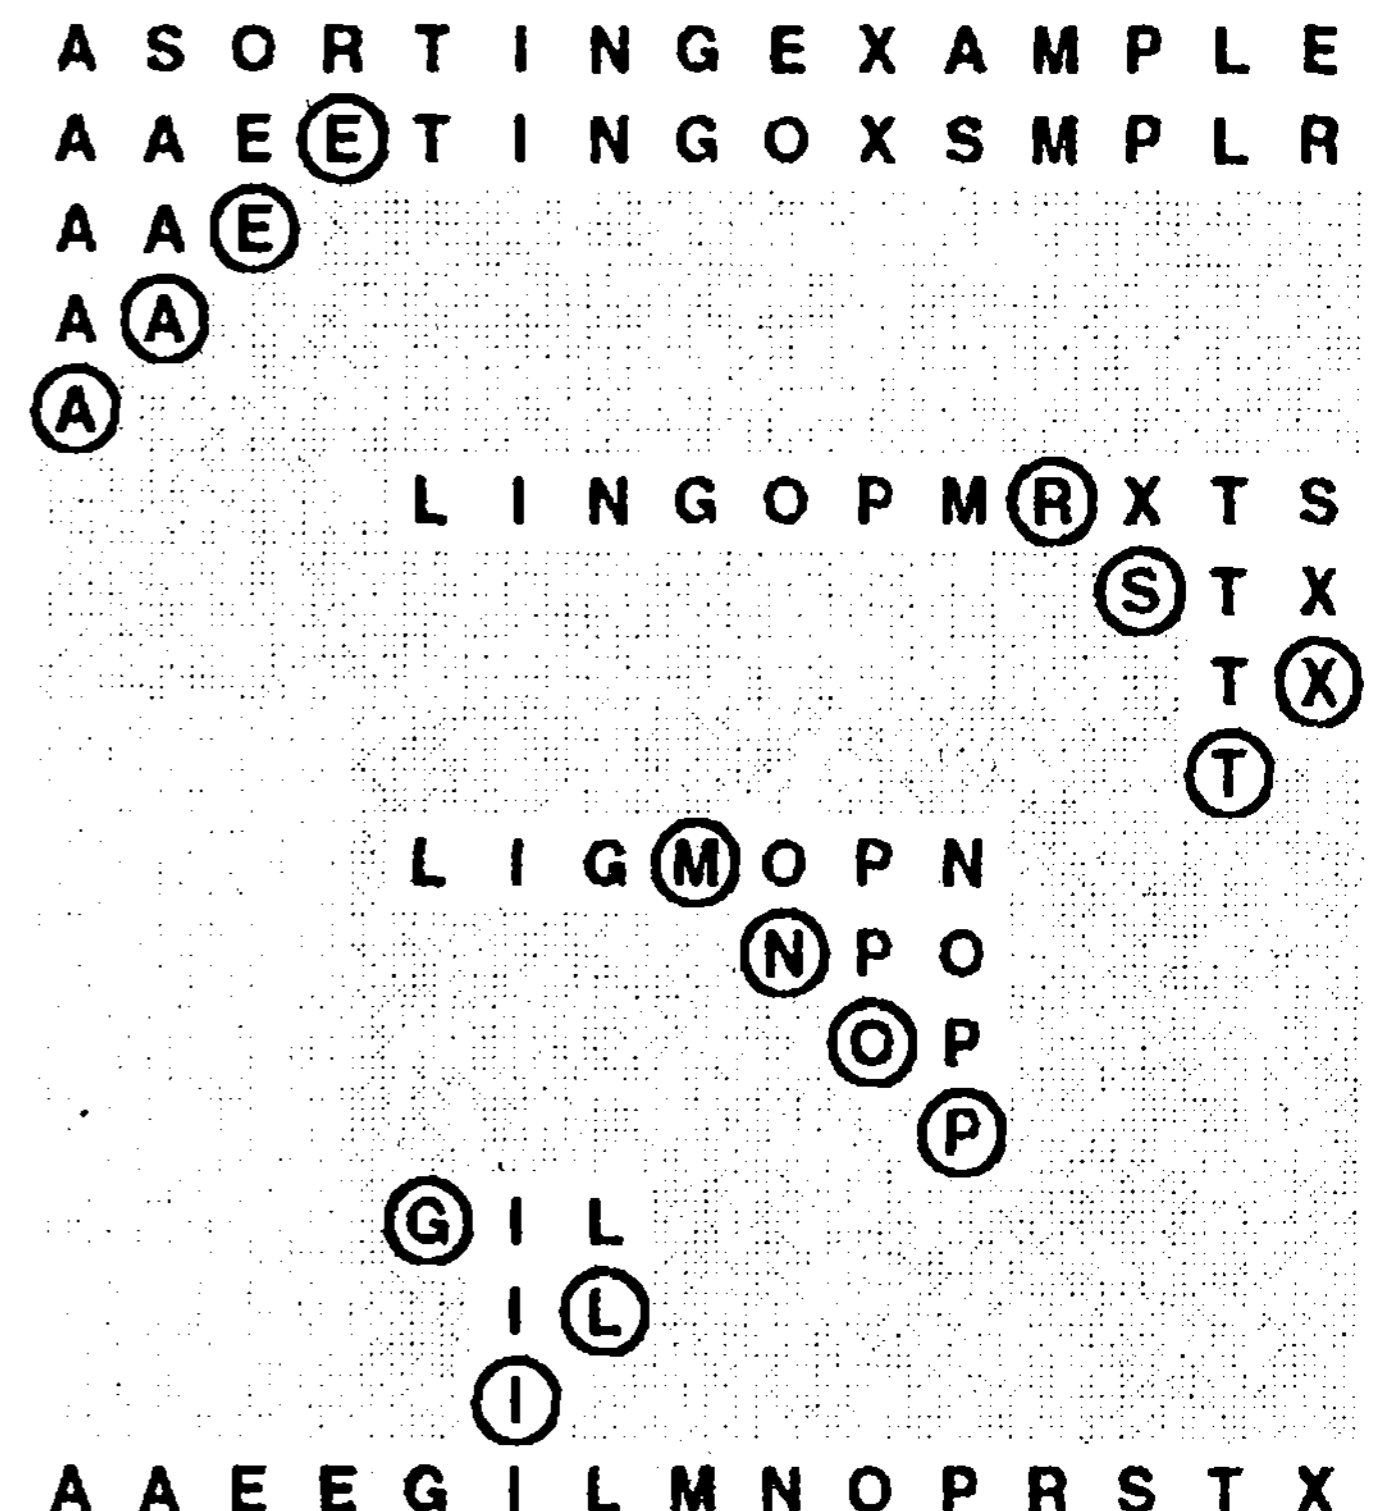 A S O R T I N G E X A M P L E
A A E E T I N G O X S M P L R
A A E
A A
A
L I N G O P M R X T S
S T X
T X
T
L I G M O P N
N P O
O P
P
G I L
I L
I
A A E E G I L M N O P R S T X